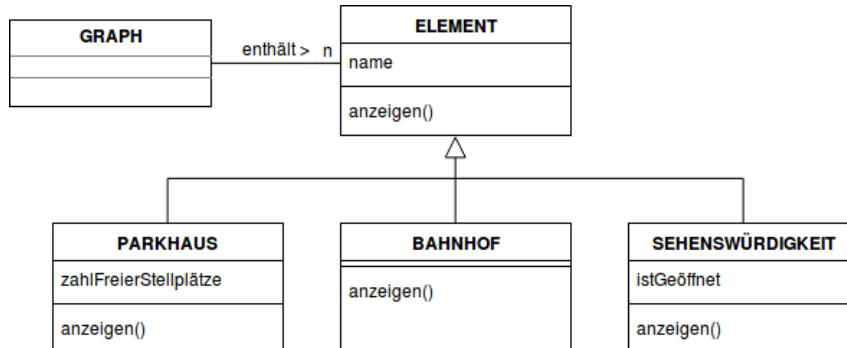 GRAPH
enthält > n
ELEMENT
name
anzeigen()
PARKHAUS
zahlFreierStellplätze
anzeigen()
BAHNHOF
anzeigen()
SEHENSWÜRDIGKEIT
istGeöffnet
anzeigen()